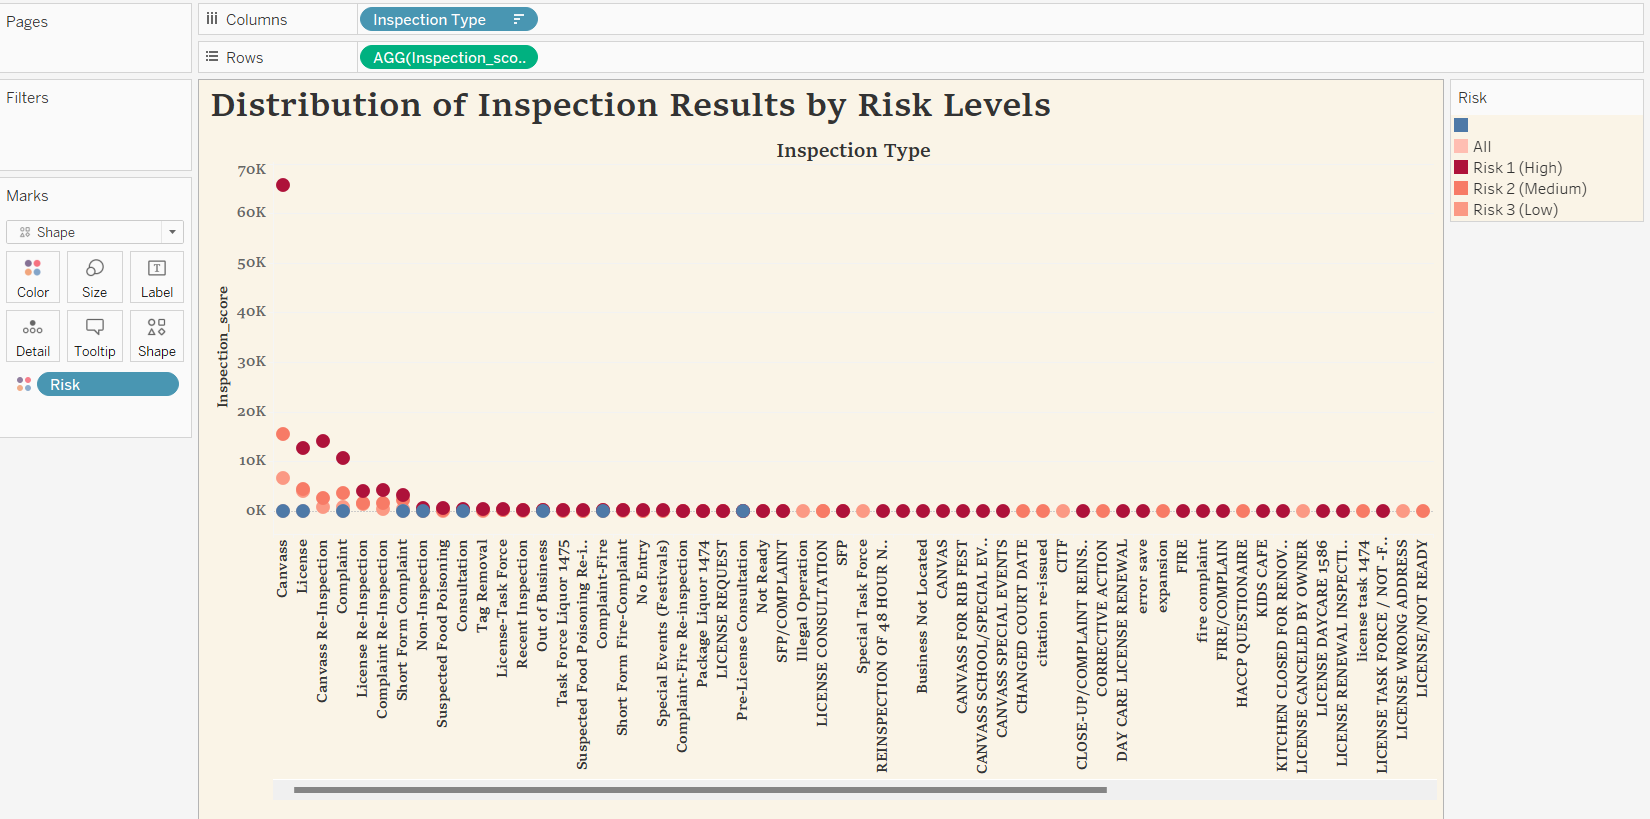 Pages
Columns
Inspection Type
Rows
AGG(Inspection_sco..
Filters
Marks
Shape
Color
Size
Label
Detail
Tooltip
Shape
Risk
Distribution of Inspection Results by Risk Levels
Inspection Type
Inspection_score
70K
60K
50K
40K
30K
20K
10K
0K
Canvass
License
Canvass Re-Inspection
Complaint
License Re-Inspection
Complaint Re-Inspection
Short Form Complaint
Non-Inspection
Suspected Food Poisoning
Consultation
Tag Removal
License-Task Force
Recent Inspection
Out of Business
Task Force Liquor 1475
Suspected Food Poisoning Re-i..
Complaint-Fire
Short Form Fire-Complaint
No Entry
Special Events (Festivals)
Complaint-Fire Re-inspection
Package Liquor 1474
LICENSE REQUEST
Pre-License Consultation
Not Ready
SFP/COMPLAINT
Illegal Operation
LICENSE CONSULTATION
SFP
Special Task Force
REINSPECTION OF 48 HOUR N..
Business Not Located
CANVAS
CANVASS FOR RIB FEST
CANVASS SCHOOL/SPECIAL EV..
CANVASS SPECIAL EVENTS
CHANGED COURT DATE
citation re-issued
CITF
CLOSE-UP/COMPLAINT REINS..
CORRECTIVE ACTION
DAY CARE LICENSE RENEWAL
error save
expansion
FIRE
fire complaint
FIRE/COMPLAIN
HACCP QUESTIONAIRE
KIDS CAFE
KITCHEN CLOSED FOR RENOV..
LICENSE CANCELED BY OWNER
LICENSE DAYCARE 1586
LICENSE RENEWAL INSPECTI..
license task 1474
LICENSE TASK FORCE / NOT -F..
LICENSE WRONG ADDRESS
LICENSE/NOT READY
Risk
All
Risk 1 (High)
Risk 2 (Medium)
Risk 3 (Low)